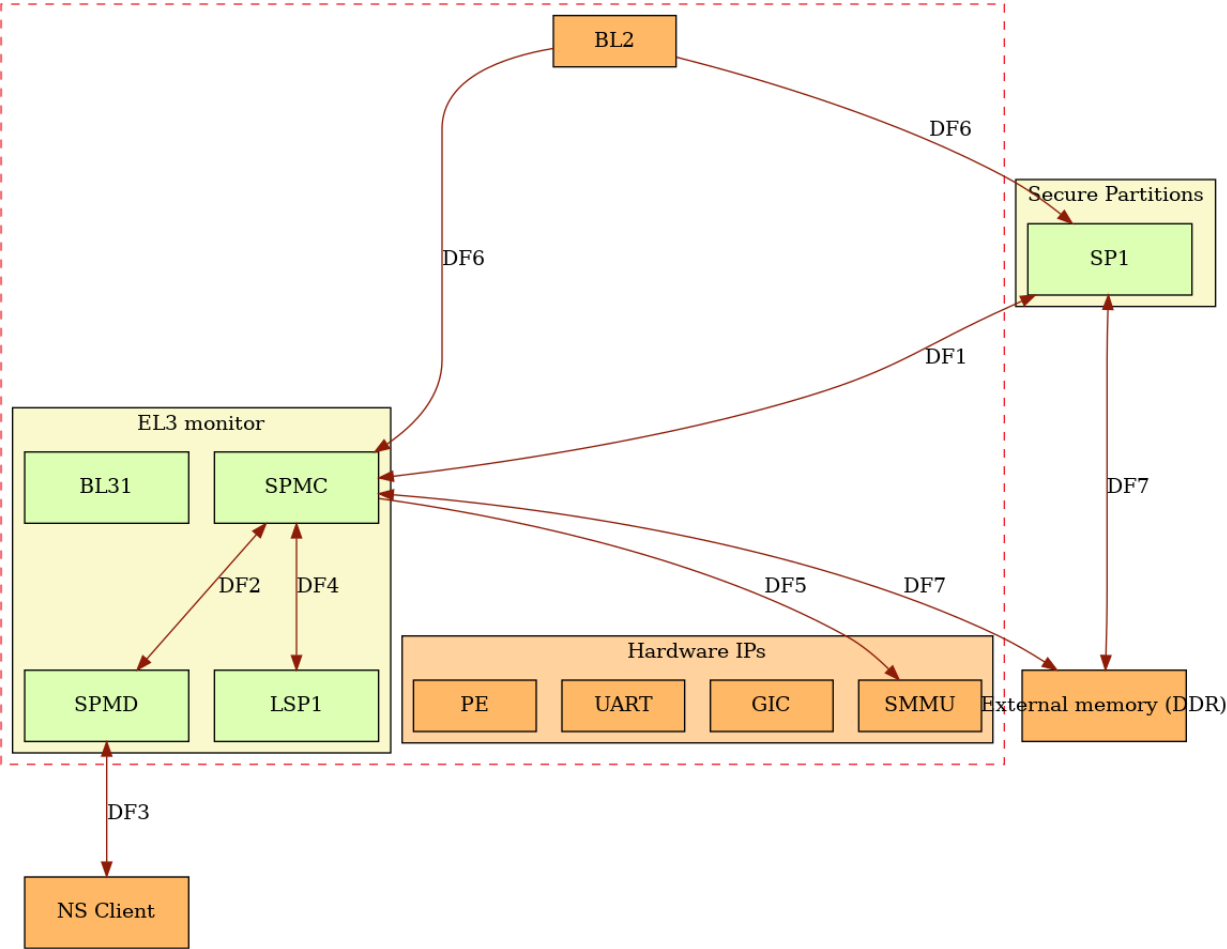 BL2
DF6
Secure Partitions
SP1
DF6
DF1
EL3 monitor
BL31
SPMC
DF7
DF2
DF4
DF5
DF7
Hardware IPs
SPMD
LSP1
PE
UART
GIC
SMMU
External memory (DDR)
DF3
NS Client